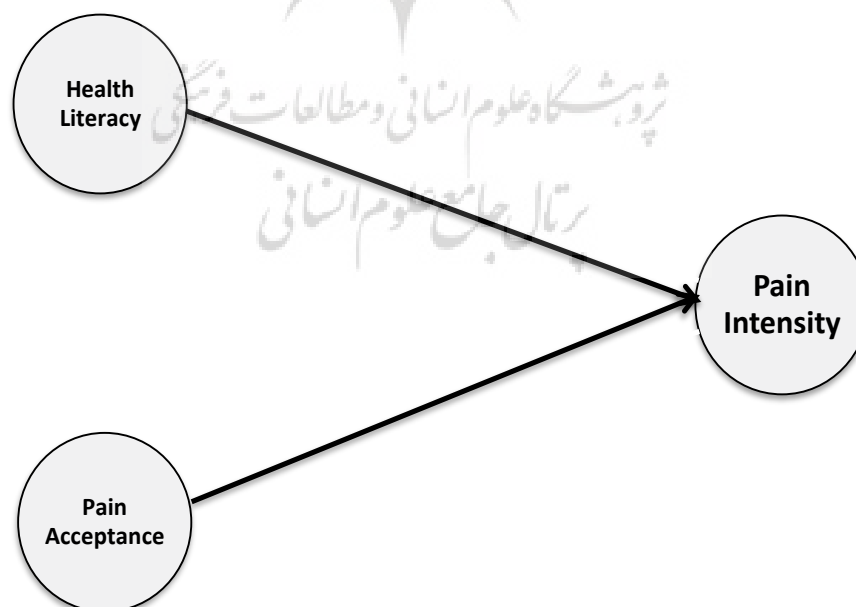 Health
Literacy
پژوهشگاه علوم انسانی و مطالعات فرهنگی
پرتال جامع علوم انسانی
Pain
Intensity
Pain
Acceptance